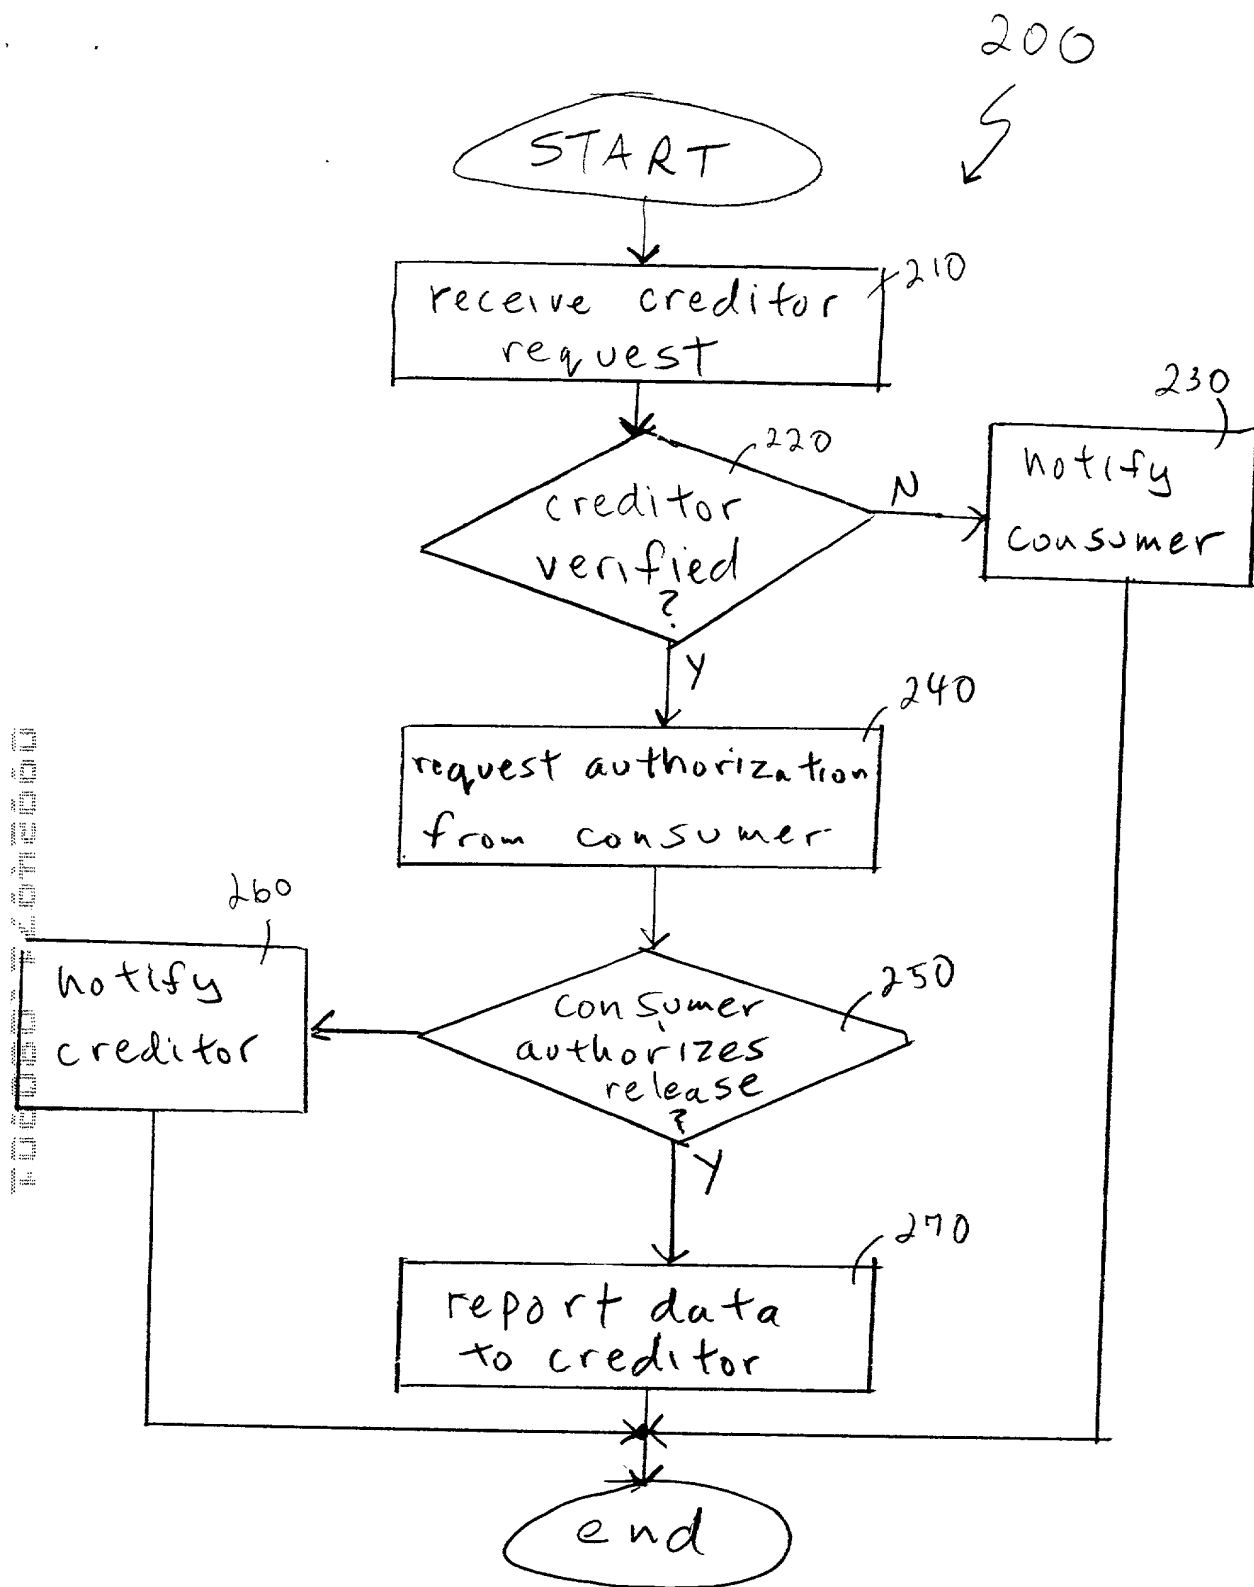 200
START
210
receive creditor
request
230
220
notify
consumer
N
creditor
verified
?
Y
240
request authorization
from consumer
260
notify
creditor
250
consumer
authorizes
release
?
Y
270
report data
to creditor
end